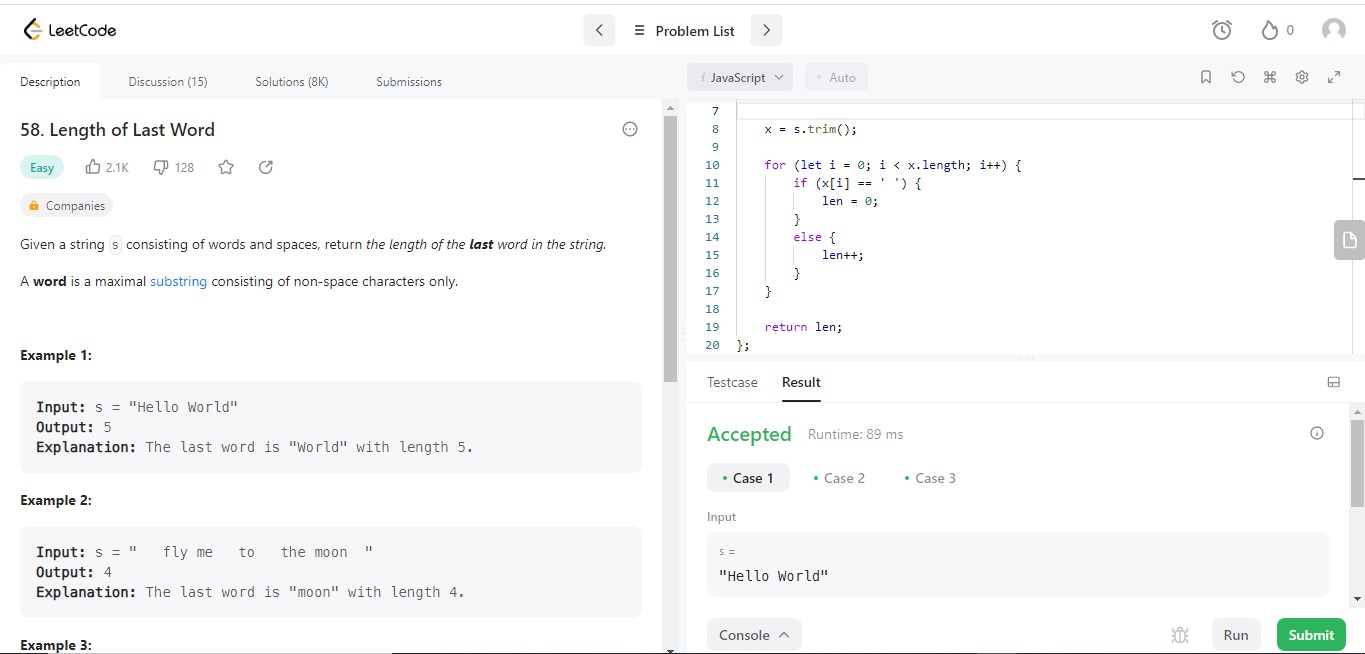 LeetCode
Problem List
0
Description Discussion (15) Solutions (8K) Submissions
58. Length of Last Word
Easy 2.1K 128
Companies
Given a string s consisting of words and spaces, return the length of the last word in the string.
A word is a maximal substring consisting of non-space characters only.
Example 1:
Input: s = "Hello World"
Output: 5
Explanation: The last word is "World" with length 5.
Example 2:
Input: s = "   fly me   to   the moon  "
Output: 4
Explanation: The last word is "moon" with length 4.
Example 3:
i JavaScript • Auto
7
8 x = s.trim();
9
10 for (let i = 0; i < x.length; i++) {
11 if (x[i] == ' ') {
12 len = 0;
13 }
14 else {
15 len++;
16 }
17 }
18
19 return len;
20 };
Testcase Result
Accepted Runtime: 89 ms
• Case 1 • Case 2 • Case 3
Input
s =
"Hello World"
Console Run Submit